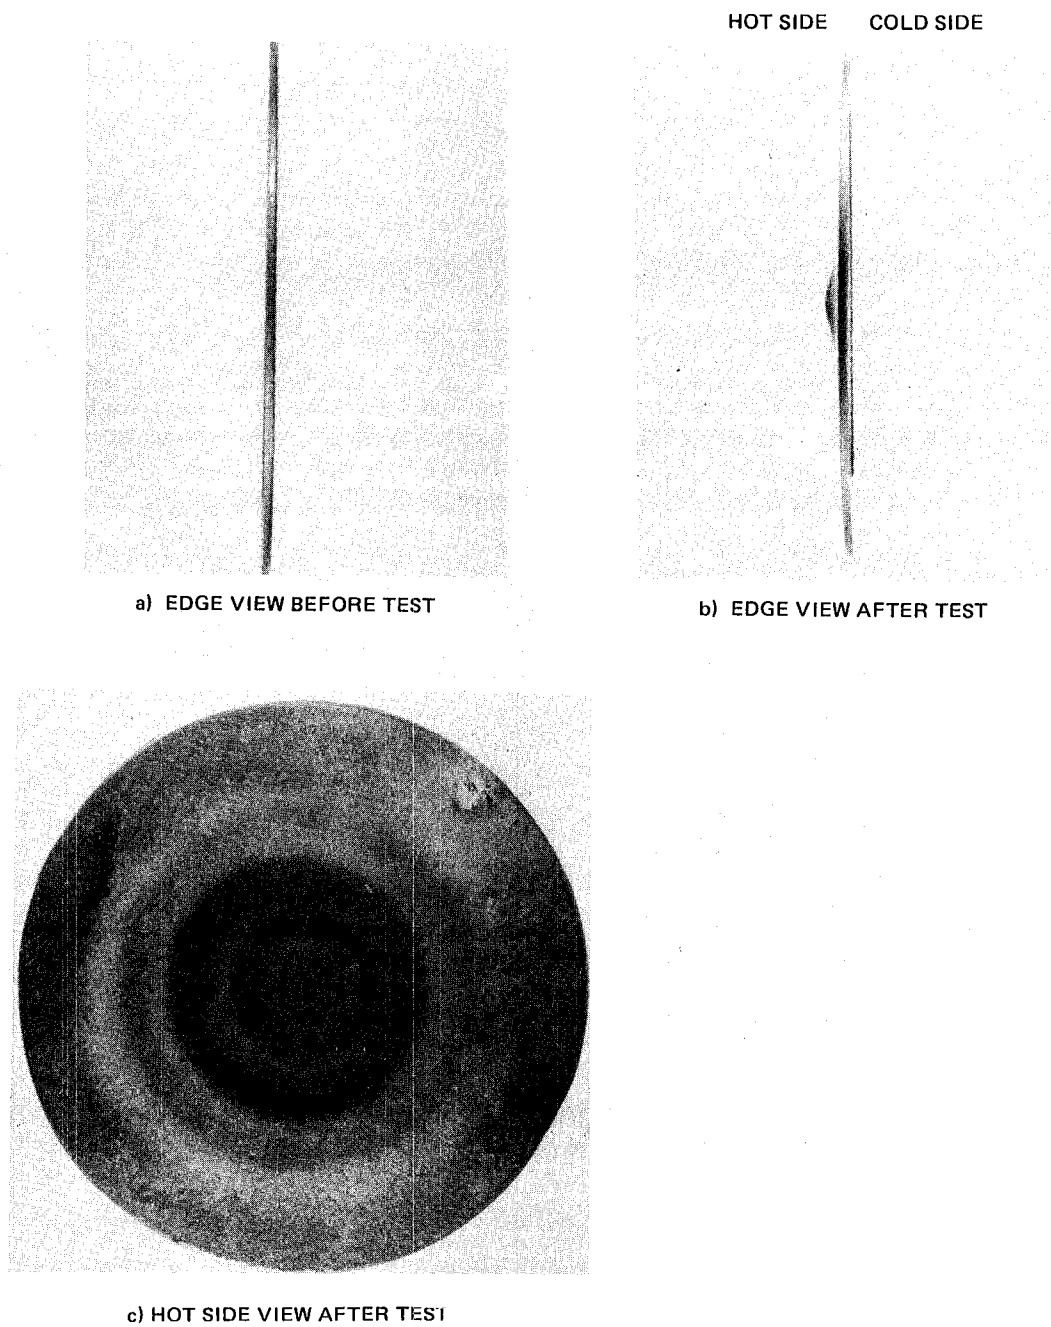 HOT SIDE COLD SIDE
a) EDGE VIEW BEFORE TEST
b) EDGE VIEW AFTER TEST
c) HOT SIDE VIEW AFTER TEST